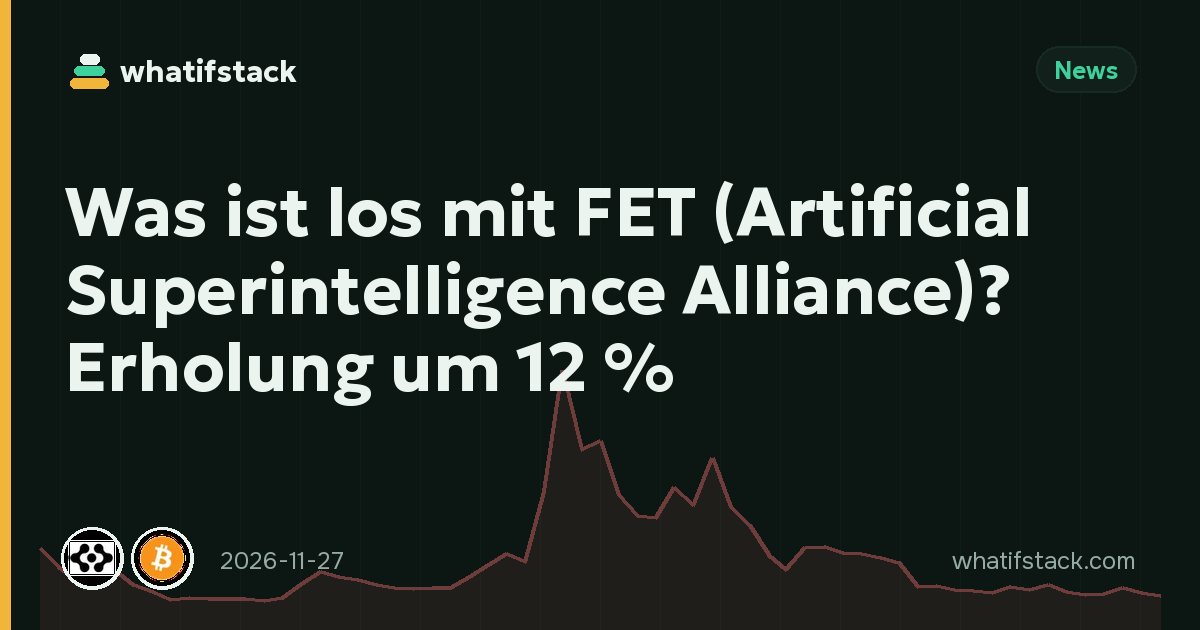 whatifstack
News
Was ist los mit FET (Artificial
Superintelligence Alliance)?
Erholung um 12 %
2026-11-27
whatifstack.com